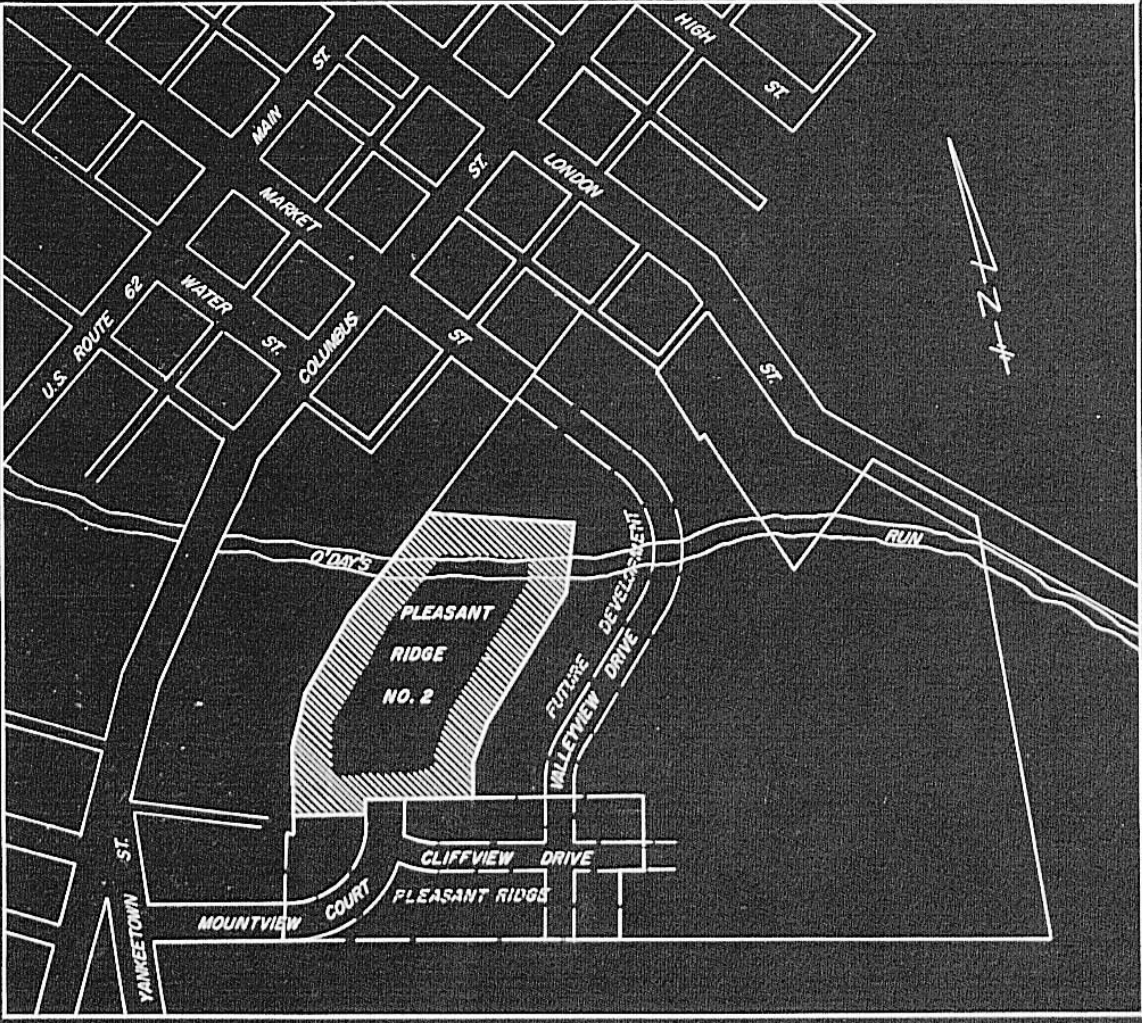 HIGH
ST.
MAIN
ST.
LONDON
ST.
MARKET
ST.
U.S. ROUTE 62
WATER
ST.
COLUMBUS
ST
ST.
N
O'DAY'S
RUN
PLEASANT
RIDGE
NO. 2
FUTURE DEVELOPMENT
VALLEYVIEW DRIVE
CLIFFVIEW DRIVE
PLEASANT RIDGE
MOUNTVIEW COURT
YANKEETOWN ST.